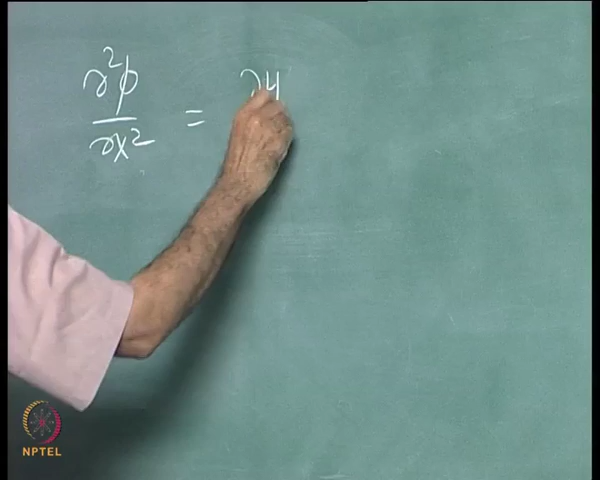 ∂²φ
∂x² = ∂
NPTEL